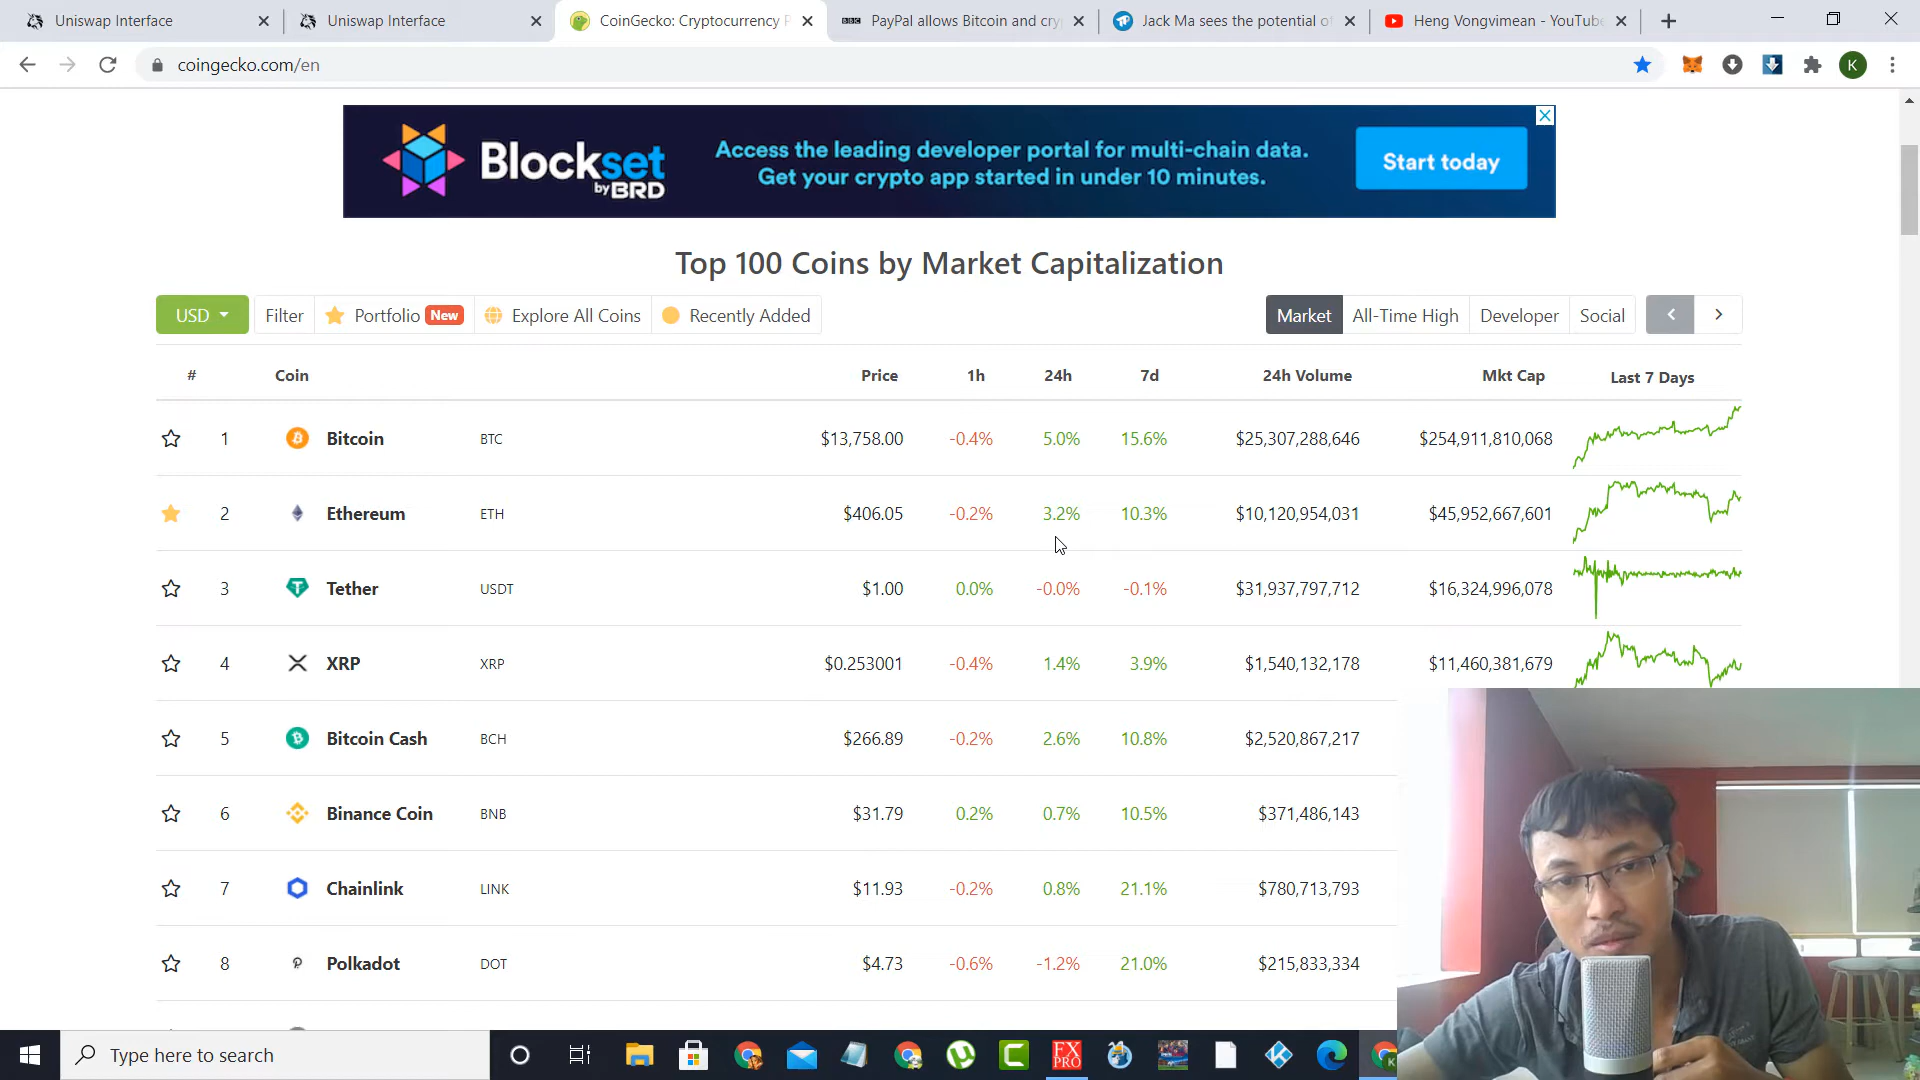 Uniswap Interface
Uniswap Interface
CoinGecko: Cryptocurrency P
BBC PayPal allows Bitcoin and cry
Jack Ma sees the potential o
Heng Vongvimean - YouTube
coingecko.com/en
K
Blockset
by BRD
Access the leading developer portal for multi-chain data.
Get your crypto app started in under 10 minutes.
Start today
Top 100 Coins by Market Capitalization
USD Filter Portfolio New Explore All Coins Recently Added Market All-Time High Developer Social
# Coin Price 1h 24h 7d 24h Volume Mkt Cap Last 7 Days
1 Bitcoin BTC $13,758.00 -0.4% 5.0% 15.6% $25,307,288,646 $254,911,810,068
2 Ethereum ETH $406.05 -0.2% 3.2% 10.3% $10,120,954,031 $45,952,667,601
3 Tether USDT $1.00 0.0% -0.0% -0.1% $31,937,797,712 $16,324,996,078
4 XRP XRP $0.253001 -0.4% 1.4% 3.9% $1,540,132,178 $11,460,381,679
5 Bitcoin Cash BCH $266.89 -0.2% 2.6% 10.8% $2,520,867,217
6 Binance Coin BNB $31.79 0.2% 0.7% 10.5% $371,486,143
7 Chainlink LINK $11.93 -0.2% 0.8% 21.1% $780,713,793
8 Polkadot DOT $4.73 -0.6% -1.2% 21.0% $215,833,334
Type here to search
FX
PRO
K